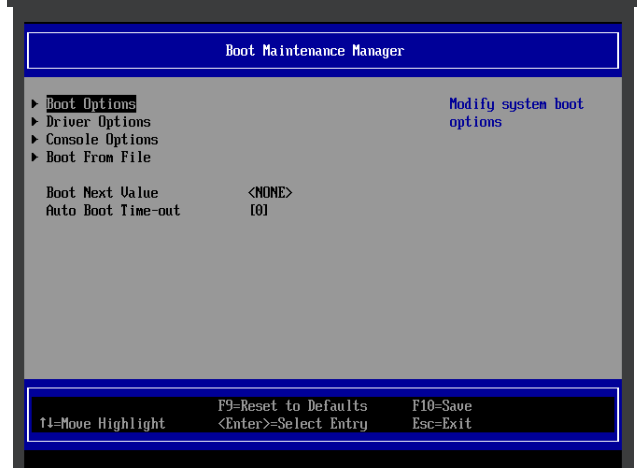 Boot Maintenance Manager
Boot Options
Modify system boot
Driver Options
options
Console Options
Boot From File
Boot Next Value <NONE>
Auto Boot Time-out [0]
F9=Reset to Defaults F10=Save
↑↓=Move Highlight <Enter>=Select Entry Esc=Exit